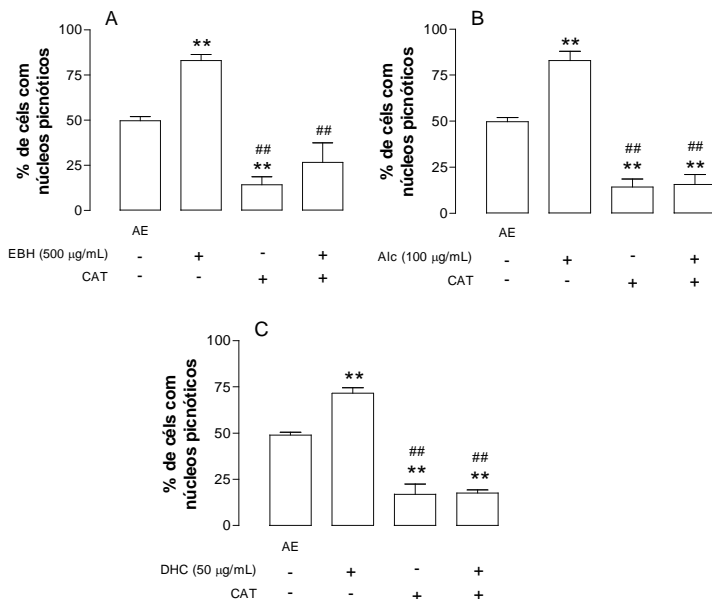 A
% de céls com
núcleos picnóticos
100
75
50
25
0
**
##
**
##
AE
EBH (500 µg/mL) - + - +
CAT - - + +
B
% de céls com
núcleos picnóticos
100
75
50
25
0
**
##
**
##
**
AE
Alc (100 µg/mL) - + - +
CAT - - + +
C
% de céls com
núcleos picnóticos
100
75
50
25
0
**
##
**
##
**
AE
DHC (50 µg/mL) - + - +
CAT - - + +